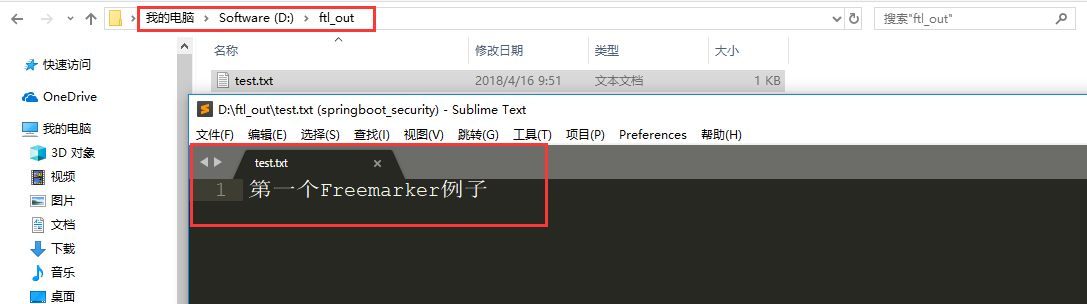 我的电脑 > Software (D:) > ftl_out
搜索"ftl_out"
名称 修改日期 类型 大小
test.txt 2018/4/16 9:51 文本文档 1 KB
快速访问
OneDrive
我的电脑
3D 对象
视频
图片
文档
下载
音乐
桌面
D:\ftl_out\test.txt (springboot_security) - Sublime Text
文件(F) 编辑(E) 选择(S) 查找(I) 视图(V) 跳转(G) 工具(T) 项目(P) Preferences 帮助(H)
test.txt ×
1 第一个Freemarker例子